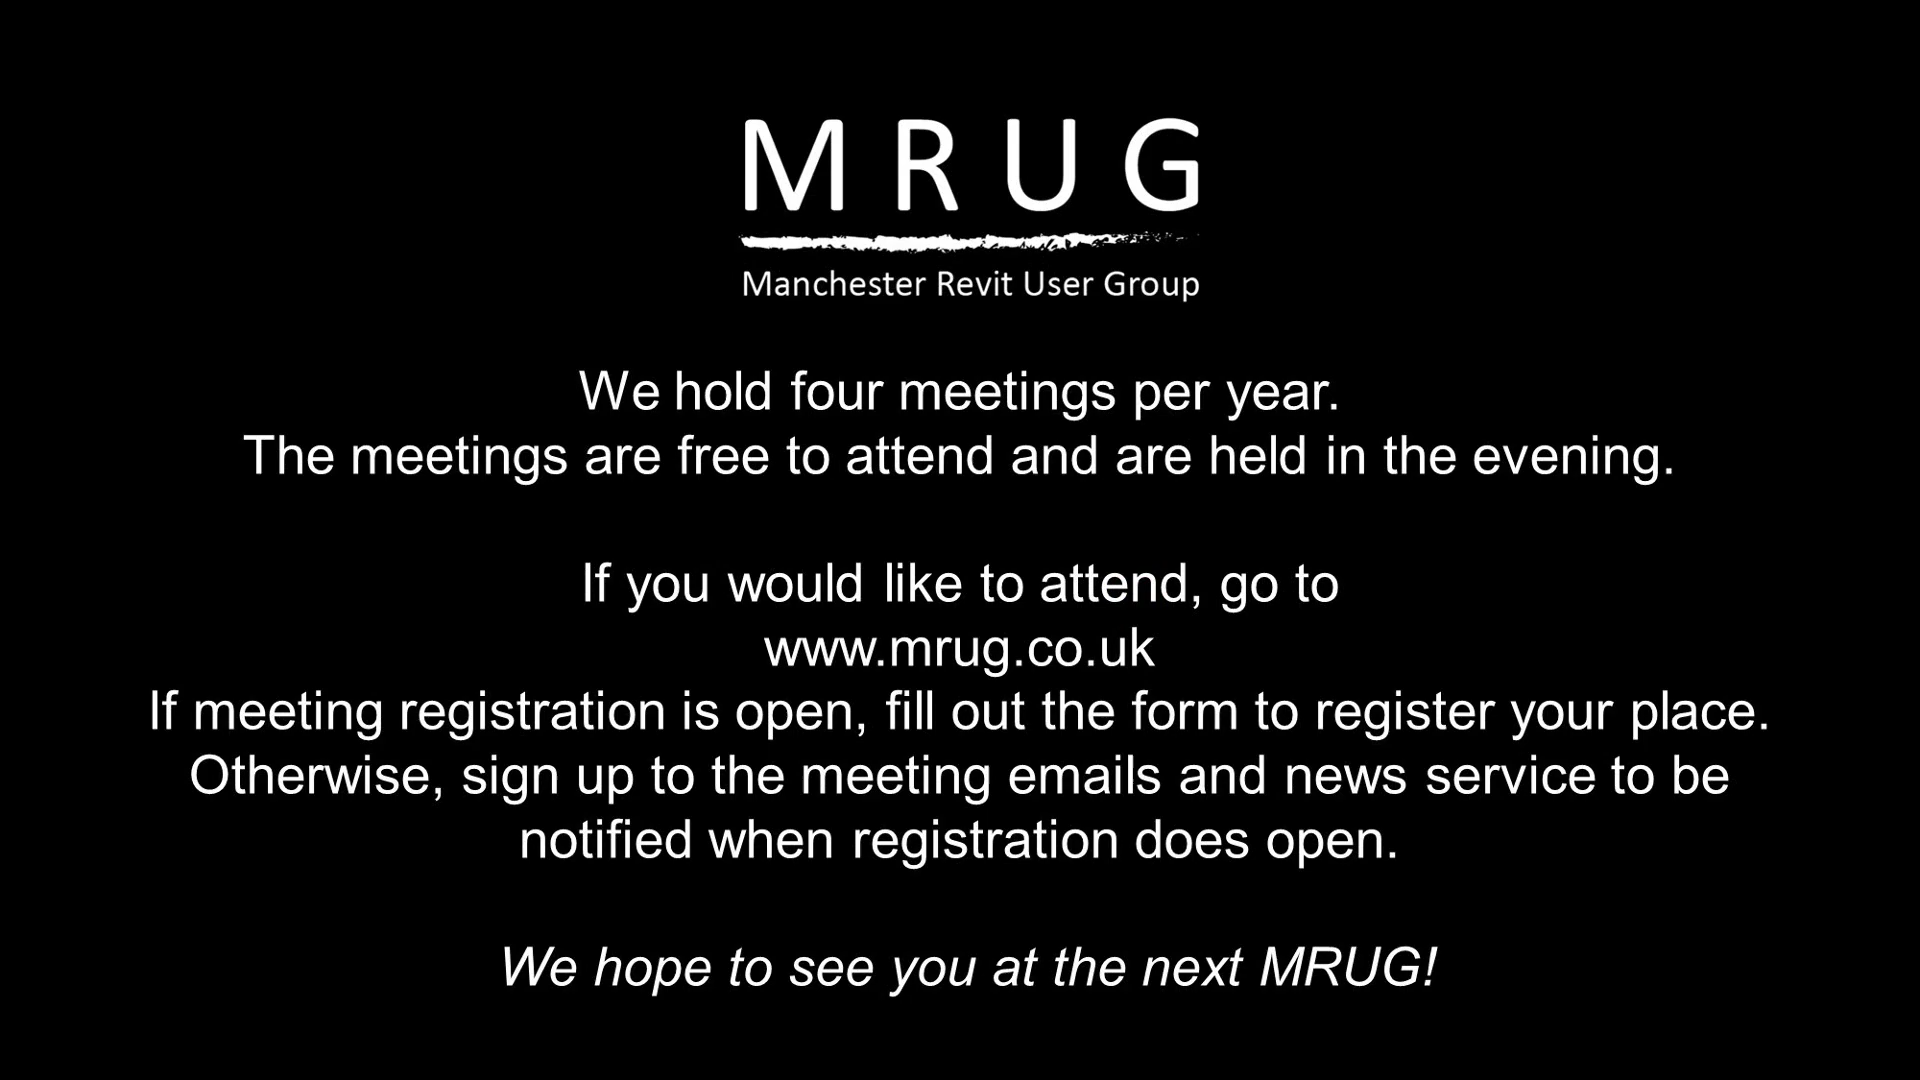 M R U G
Manchester Revit User Group
We hold four meetings per year.
The meetings are free to attend and are held in the evening.
If you would like to attend, go to
www.mrug.co.uk
If meeting registration is open, fill out the form to register your place.
Otherwise, sign up to the meeting emails and news service to be
notified when registration does open.
We hope to see you at the next MRUG!